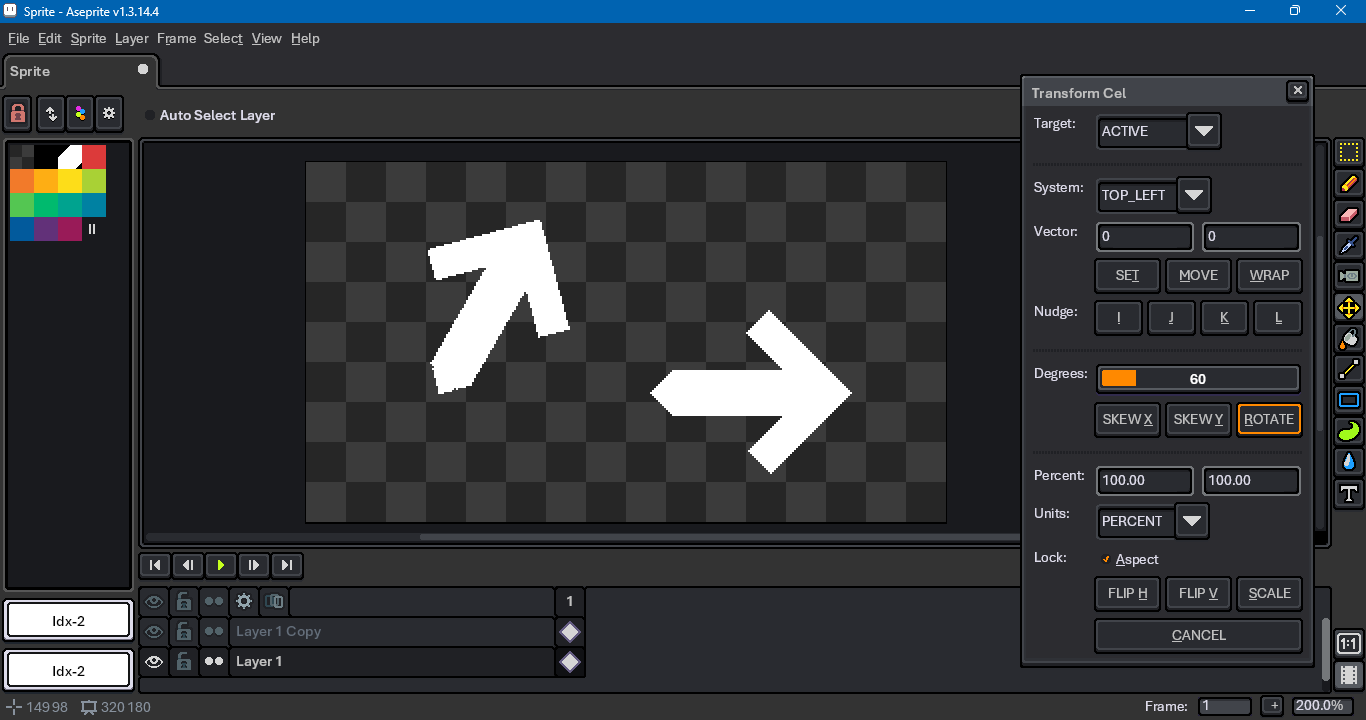 Sprite - Aseprite v1.3.14.4
File Edit Sprite Layer Frame Select View Help
Sprite
Auto Select Layer
Transform Cel
Target: ACTIVE
System: TOP_LEFT
Vector: 0 0
SET MOVE WRAP
Nudge: I J K L
Degrees: 60
SKEW X SKEW Y ROTATE
Percent: 100.00 100.00
Units: PERCENT
Lock: Aspect
FLIP H FLIP V SCALE
CANCEL
1
Layer 1 Copy
Layer 1
Idx-2
Idx-2
1:1
149 98 320 180
Frame: 1 + 200.0%